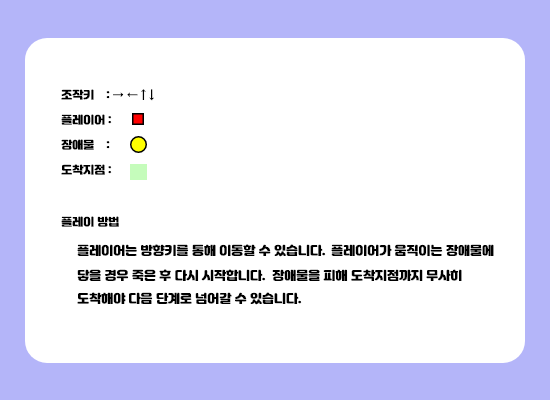 조작키 : → ← ↑ ↓
플레이어 :
장애물 :
도착지점 :
플레이 방법
플레이어는 방향키를 통해 이동할 수 있습니다. 플레이어가 움직이는 장애물에
닿을 경우 죽은 후 다시 시작합니다. 장애물을 피해 도착지점까지 무사히
도착해야 다음 단계로 넘어갈 수 있습니다.